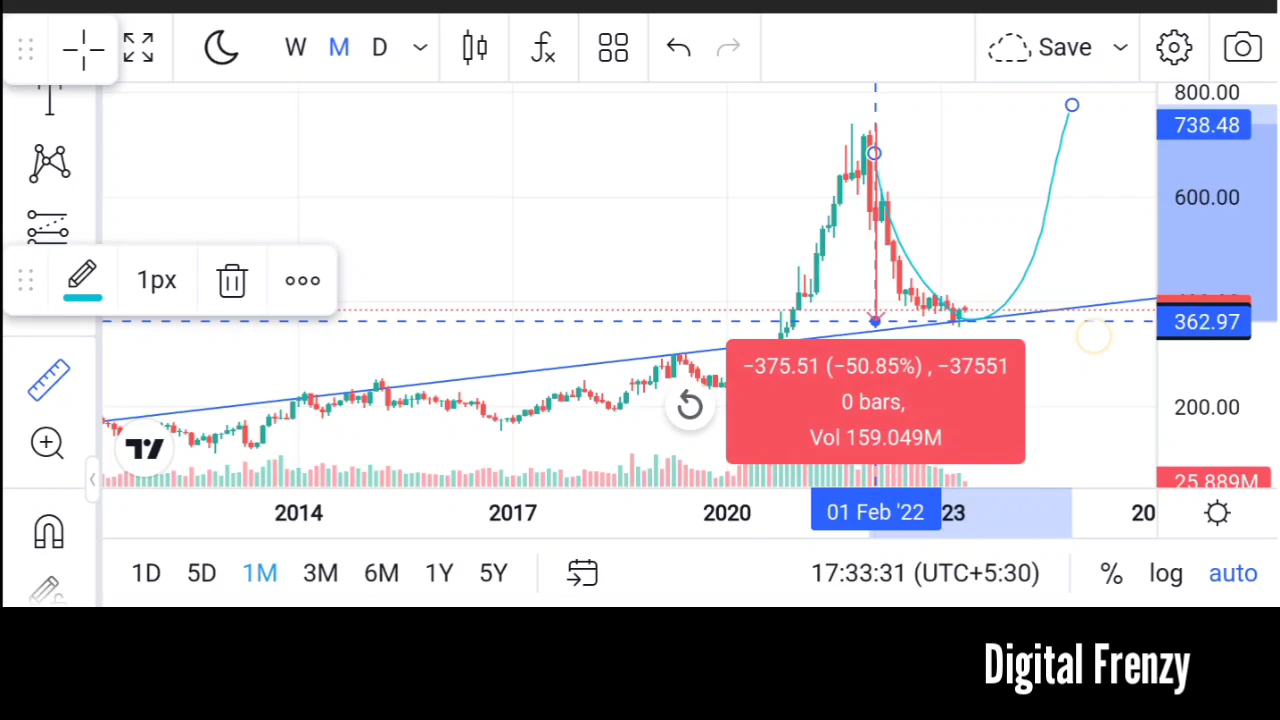 W M D
Save
800.00
738.48
600.00
1px
362.97
−375.51 (−50.85%) , −37551
0 bars,
Vol 159.049M
200.00
25.889M
2014 2017 2020 01 Feb '22 23 20
1D 5D 1M 3M 6M 1Y 5Y 17:33:31 (UTC+5:30) % log auto
Digital Frenzy